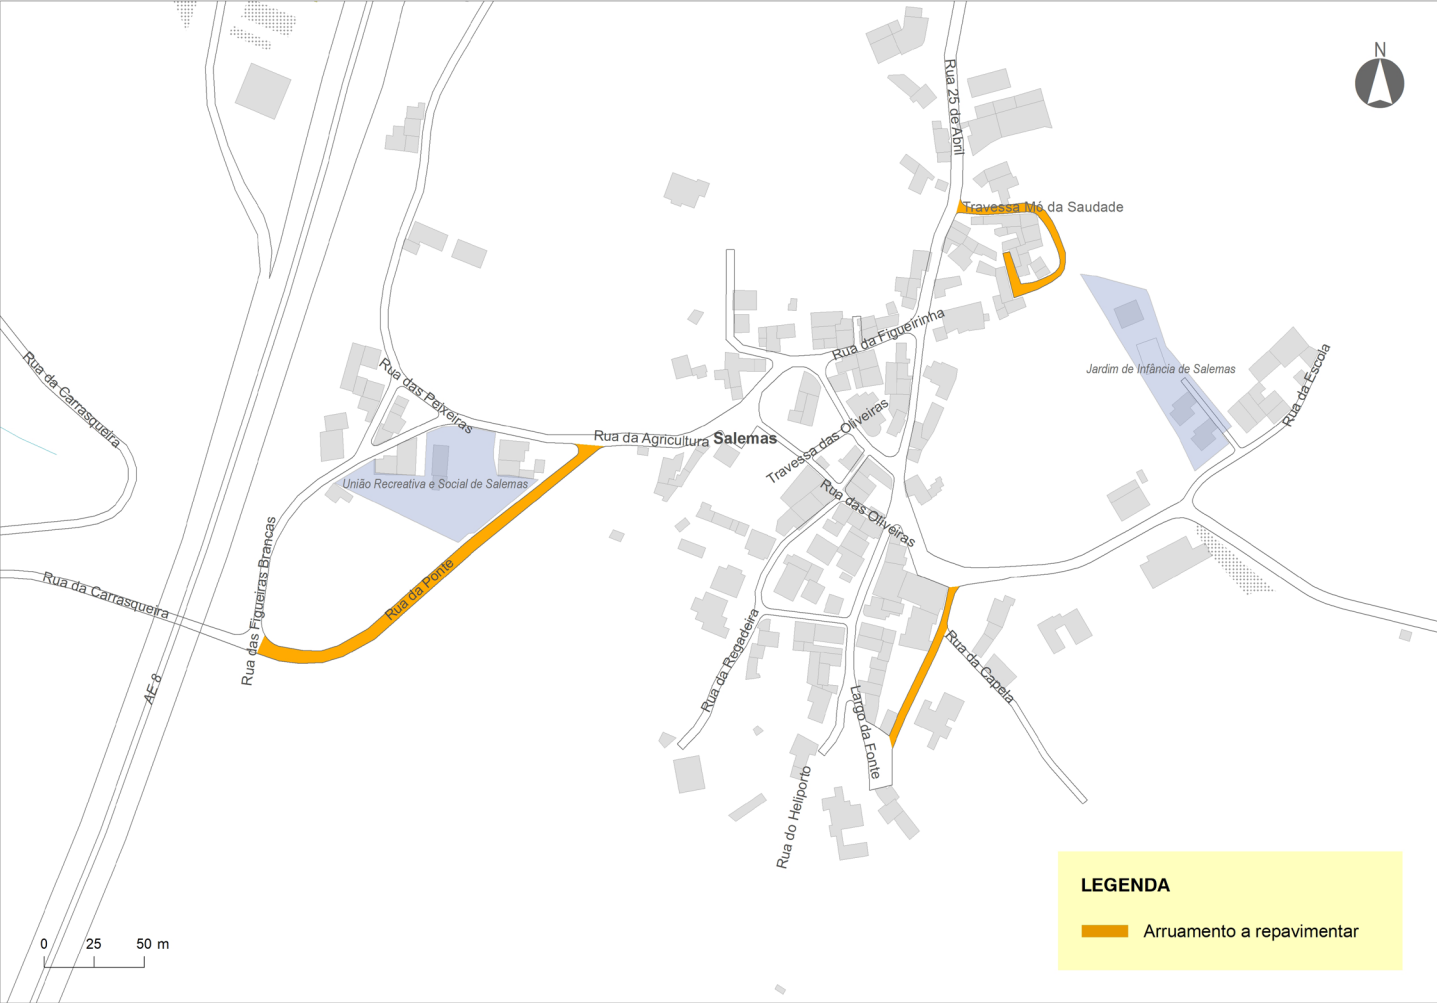 N
Rua 25 de Abril
Travessa Mó da Saudade
Rua da Figueirinha
Rua da Carrasqueira
Rua das Peixeiras
Jardim de Infância de Salemas
Rua da Escola
Rua da Agricultura
Salemas
Travessa das Oliveiras
União Recreativa e Social de Salemas
Rua das Oliveiras
Rua das Figueiras Brancas
Rua da Ponte
Rua da Carrasqueira
Rua da Regadeira
Rua da Capela
AE 8
Largo da Fonte
Rua do Heliporto
LEGENDA
Arruamento a repavimentar
0 25 50 m